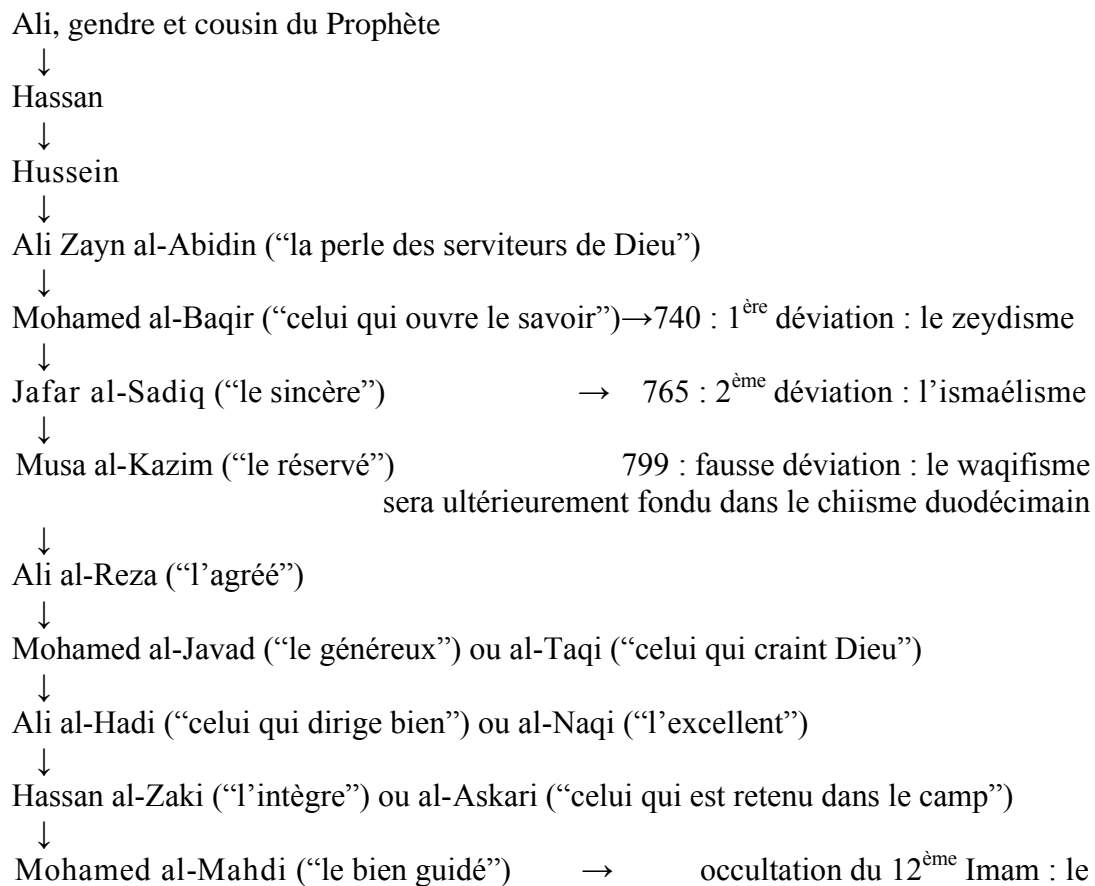 Ali, gendre et cousin du Prophète
↓
Hassan
↓
Hussein
↓
Ali Zayn al-Abidin (“la perle des serviteurs de Dieu”)
↓
Mohamed al-Baqir (“celui qui ouvre le savoir”)→740 : 1ère déviation : le zeydisme
↓
Jafar al-Sadiq (“le sincère”) → 765 : 2ème déviation : l’ismaélisme
↓
Musa al-Kazim (“le réservé”) 799 : fausse déviation : le waqifisme
sera ultérieurement fondu dans le chiisme duodécimain
↓
Ali al-Reza (“l’agréé”)
↓
Mohamed al-Javad (“le généreux”) ou al-Taqi (“celui qui craint Dieu”)
↓
Ali al-Hadi (“celui qui dirige bien”) ou al-Naqi (“l’excellent”)
↓
Hassan al-Zaki (“l’intègre”) ou al-Askari (“celui qui est retenu dans le camp”)
↓
Mohamed al-Mahdi (“le bien guidé”) → occultation du 12ème Imam : le